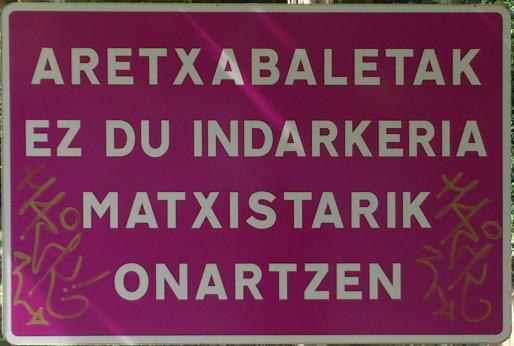 ARETXABALETAK
EZ DU INDARKERIA
MATXISTARIK
ONARTZEN